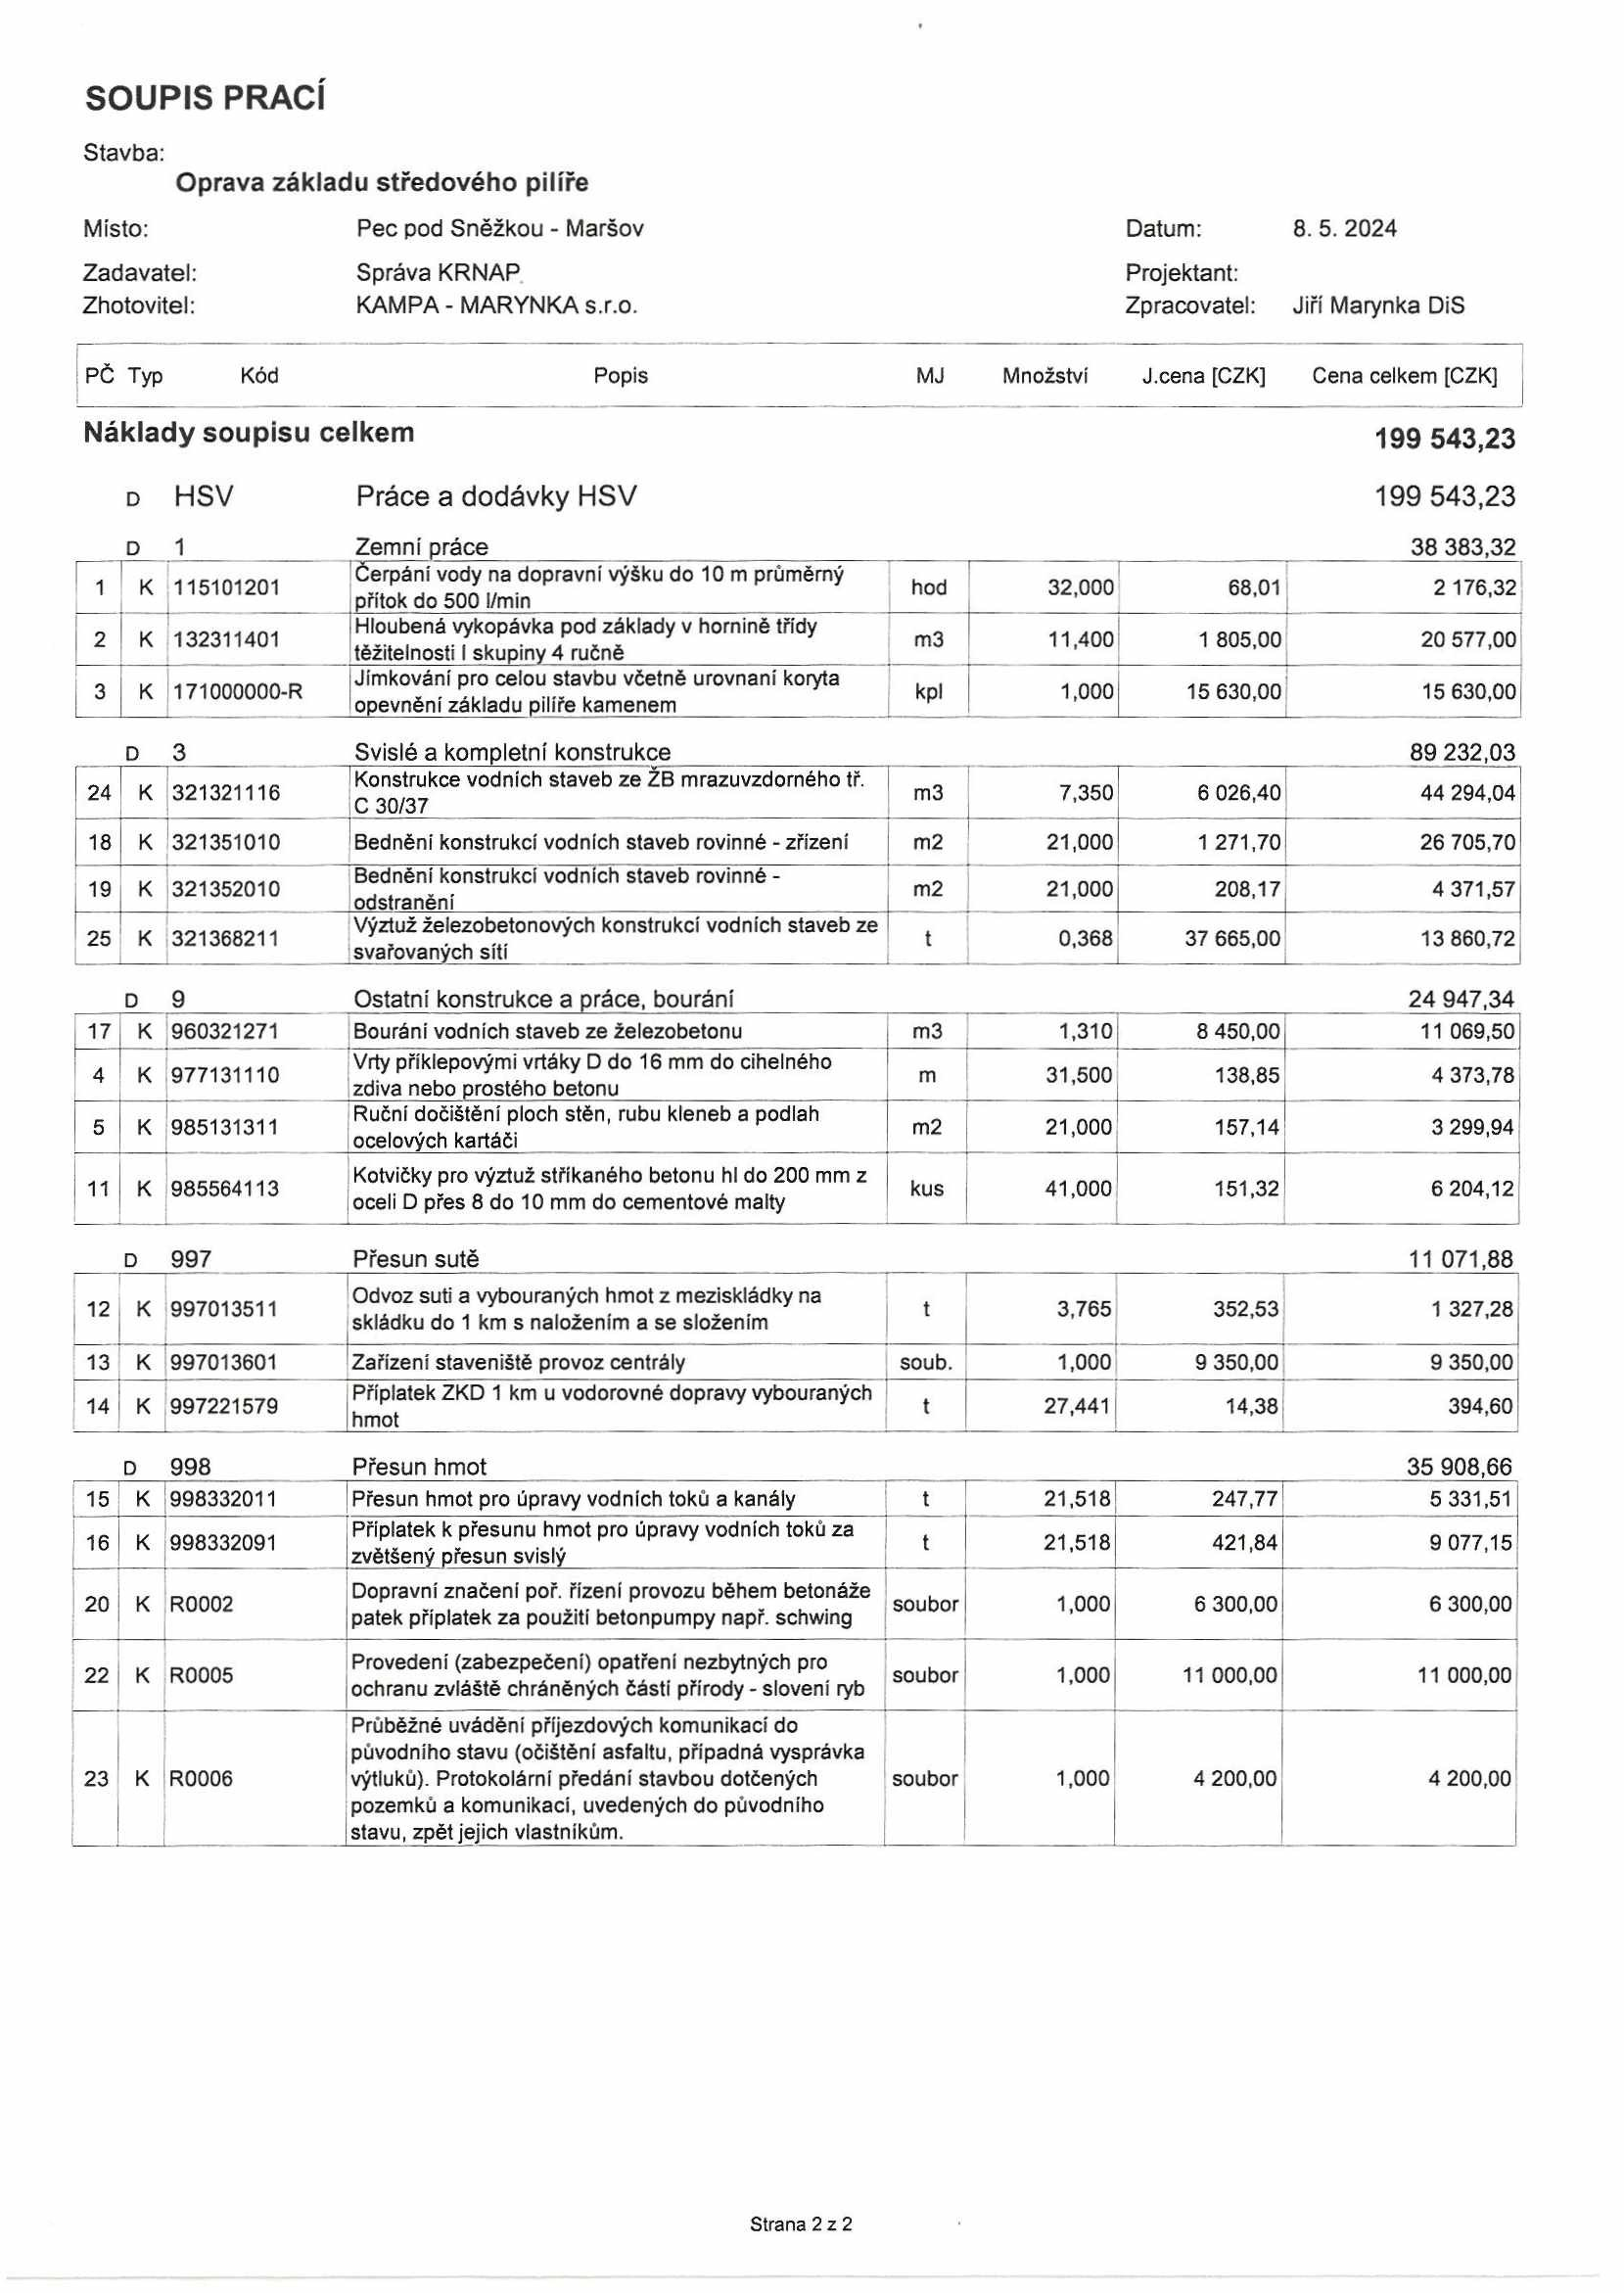 SOUPIS PRACÍ
Stavba:
Oprava základu středového pilíře
Místo: Pec pod Sněžkou - Maršov Datum: 8. 5. 2024
Zadavatel: Správa KRNAP Projektant:
Zhotovitel: KAMPA - MARYNKA s.r.o. Zpracovatel: Jiří Marynka DiS
PČ Typ Kód Popis MJ Množství J.cena [CZK] Cena celkem [CZK]
Náklady soupisu celkem 199 543,23
D HSV Práce a dodávky HSV 199 543,23
D 1 Zemní práce 38 383,32
1 K 115101201 Čerpání vody na dopravní výšku do 10 m průměrný
přítok do 500 l/min hod 32,000 68,01 2 176,32
2 K 132311401 Hloubená vykopávka pod základy v hornině třídy
těžitelnosti I skupiny 4 ručně m3 11,400 1 805,00 20 577,00
3 K 171000000-R Jímkování pro celou stavbu včetně urovnaní koryta
opevnění základu pilíře kamenem kpl 1,000 15 630,00 15 630,00
D 3 Svislé a kompletní konstrukce 89 232,03
24 K 321321116 Konstrukce vodních staveb ze ŽB mrazuvzdorného tř.
C 30/37 m3 7,350 6 026,40 44 294,04
18 K 321351010 Bednění konstrukcí vodních staveb rovinné - zřízení m2 21,000 1 271,70 26 705,70
19 K 321352010 Bednění konstrukcí vodních staveb rovinné -
odstranění m2 21,000 208,17 4 371,57
25 K 321368211 Výztuž železobetonových konstrukcí vodních staveb ze
svařovaných sítí t 0,368 37 665,00 13 860,72
D 9 Ostatní konstrukce a práce, bourání 24 947,34
17 K 960321271 Bourání vodních staveb ze železobetonu m3 1,310 8 450,00 11 069,50
4 K 977131110 Vrty příklepovými vrtáky D do 16 mm do cihelného
zdiva nebo prostého betonu m 31,500 138,85 4 373,78
5 K 985131311 Ruční dočištění ploch stěn, rubu kleneb a podlah
ocelových kartáči m2 21,000 157,14 3 299,94
11 K 985564113 Kotvičky pro výztuž stříkaného betonu hl do 200 mm z
oceli D přes 8 do 10 mm do cementové malty kus 41,000 151,32 6 204,12
D 997 Přesun sutě 11 071,88
12 K 997013511 Odvoz suti a vybouraných hmot z meziskládky na
skládku do 1 km s naložením a se složením t 3,765 352,53 1 327,28
13 K 997013601 Zařízení staveniště provoz centrály soub. 1,000 9 350,00 9 350,00
14 K 997221579 Příplatek ZKD 1 km u vodorovné dopravy vybouraných
hmot t 27,441 14,38 394,60
D 998 Přesun hmot 35 908,66
15 K 998332011 Přesun hmot pro úpravy vodních toků a kanály t 21,518 247,77 5 331,51
16 K 998332091 Příplatek k přesunu hmot pro úpravy vodních toků za
zvětšený přesun svislý t 21,518 421,84 9 077,15
20 K R0002 Dopravní značení poř. řízení provozu během betonáže
patek příplatek za použití betonpumpy např. schwing soubor 1,000 6 300,00 6 300,00
22 K R0005 Provedení (zabezpečení) opatření nezbytných pro
ochranu zvláště chráněných částí přírody - slovení ryb soubor 1,000 11 000,00 11 000,00
23 K R0006 Průběžné uvádění příjezdových komunikací do
původního stavu (očištění asfaltu, případná vysprávka
výtluků). Protokolární předání stavbou dotčených soubor 1,000 4 200,00 4 200,00
pozemků a komunikací, uvedených do původního
stavu, zpět jejich vlastníkům.
Strana 2 z 2